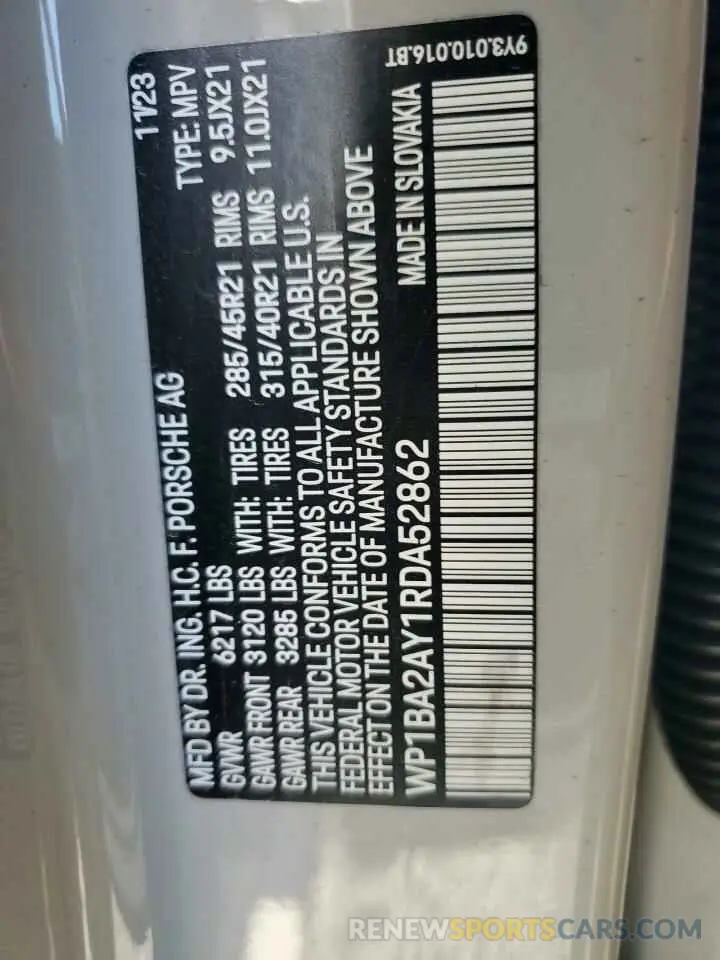 MFD BY DR. ING. H.C. F. PORSCHE AG 11/23
GVWR 6217 LBS TYPE: MPV
GAWR FRONT 3120 LBS WITH: TIRES 285/45R21 RIMS 9.5JX21
GAWR REAR 3285 LBS WITH: TIRES 315/40R21 RIMS 11.0JX21
THIS VEHICLE CONFORMS TO ALL APPLICABLE U.S.
FEDERAL MOTOR VEHICLE SAFETY STANDARDS IN
EFFECT ON THE DATE OF MANUFACTURE SHOWN ABOVE
WP1BA2AY1RDA52862 MADE IN SLOVAKIA
9Y3.010.016.BT
RENEWSPORTSCARS.COM